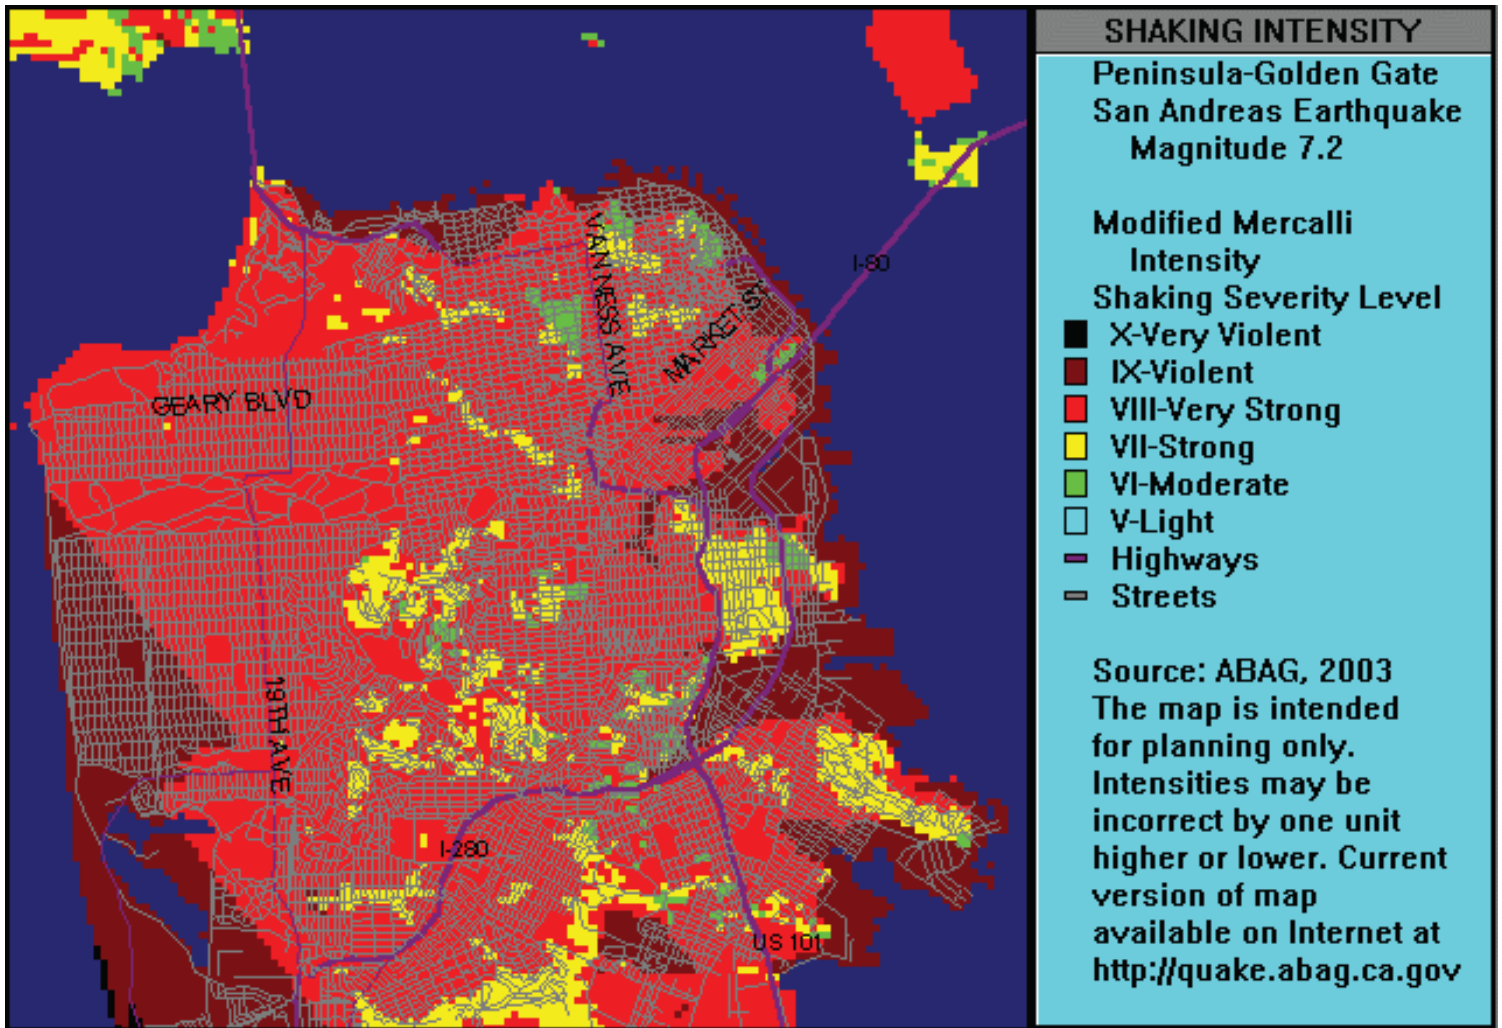 SHAKING INTENSITY
Peninsula-Golden Gate
San Andreas Earthquake
Magnitude 7.2
Modified Mercalli
Intensity
Shaking Severity Level
X-Very Violent
IX-Violent
VIII-Very Strong
VII-Strong
VI-Moderate
V-Light
Highways
Streets
Source: ABAG, 2003
The map is intended
for planning only.
Intensities may be
incorrect by one unit
higher or lower. Current
version of map
available on Internet at
http://quake.abag.ca.gov
I-80
VAN NESS AVE
MARKET ST
GEARY BLVD
19TH AVE
I-280
US 101